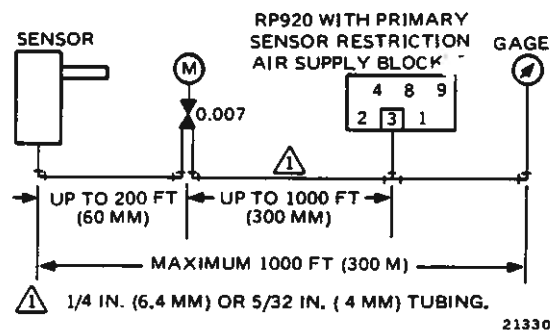 RP920 WITH PRIMARY
SENSOR RESTRICTION
AIR SUPPLY BLOCK
SENSOR
GAGE
M
0.007
4 8 9
2 3 1
1
UP TO 200 FT
(60 MM)
UP TO 1000 FT
(300 MM)
MAXIMUM 1000 FT (300 M)
1 1/4 IN. (6.4 MM) OR 5/32 IN. ( 4 MM) TUBING.
21330